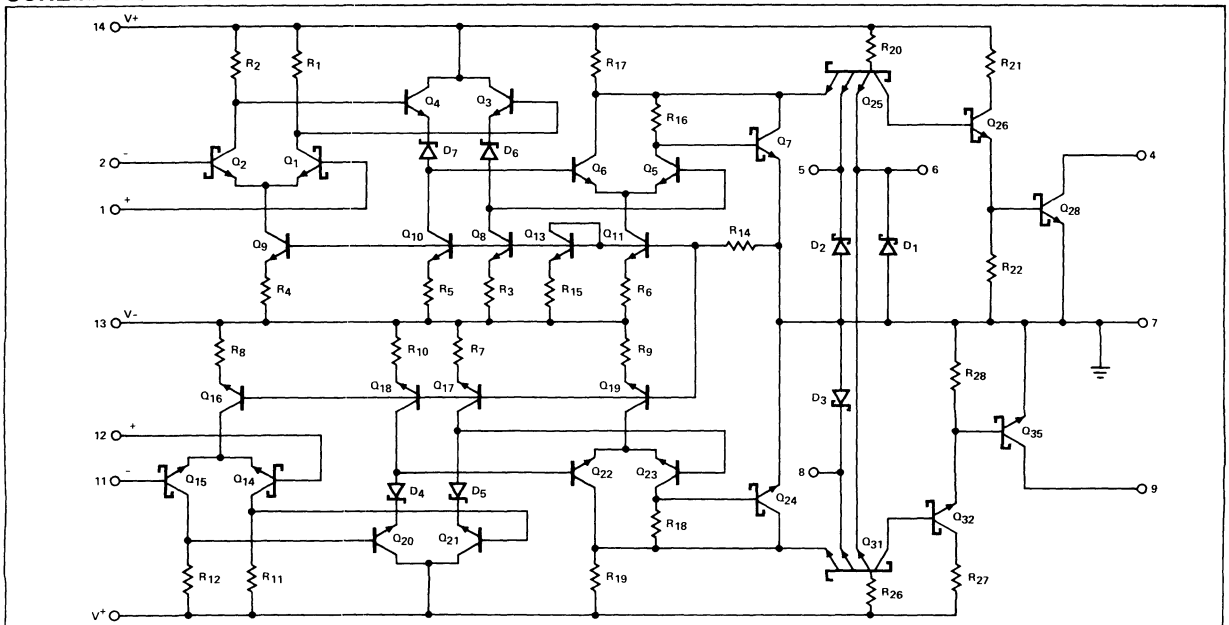 14 V+
R2
R1
R17
R20
R21
Q4
Q3
Q25
Q26
R16
Q7
2 -
Q2
Q1
D7
D6
Q6
Q5
5
6
4
1 +
Q28
Q9
Q10
Q8
Q13
Q11
R14
D2
D1
R22
R4
R5
R3
R15
R6
13 V-
7
R8
R10
R7
R9
R28
Q16
Q18
Q17
Q19
D3
Q35
12 +
11 -
Q15
Q14
Q22
Q23
8
D4
D5
Q24
9
R18
Q32
Q20
Q21
Q31
R12
R11
R19
R26
R27
V+